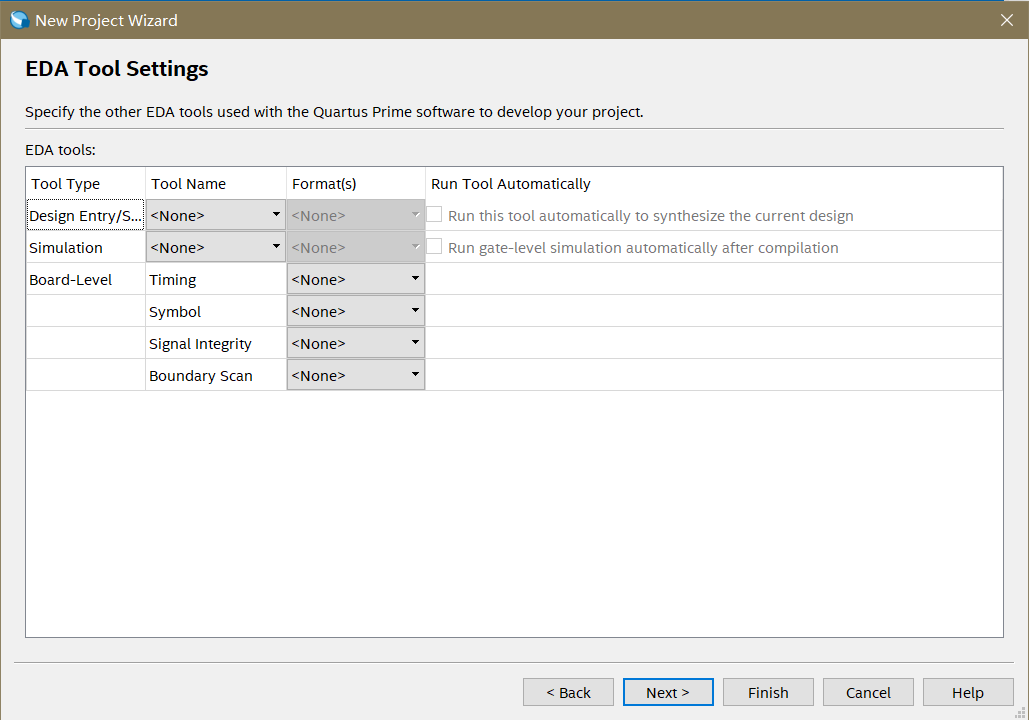 New Project Wizard
EDA Tool Settings
Specify the other EDA tools used with the Quartus Prime software to develop your project.
EDA tools:
Tool Type Tool Name Format(s) Run Tool Automatically
Design Entry/S... <None> <None> Run this tool automatically to synthesize the current design
Simulation <None> <None> Run gate-level simulation automatically after compilation
Board-Level Timing <None>
Symbol <None>
Signal Integrity <None>
Boundary Scan <None>
< Back Next > Finish Cancel Help